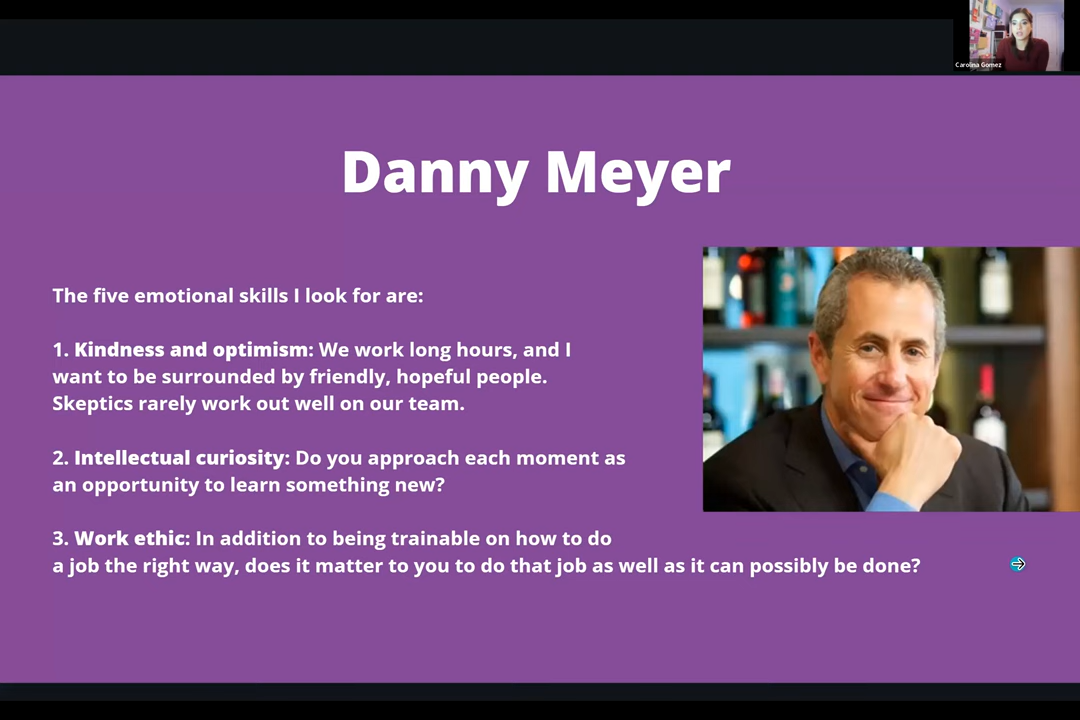 Carolina Gomez
Danny Meyer
The five emotional skills I look for are:
1. Kindness and optimism: We work long hours, and I
want to be surrounded by friendly, hopeful people.
Skeptics rarely work out well on our team.
2. Intellectual curiosity: Do you approach each moment as
an opportunity to learn something new?
3. Work ethic: In addition to being trainable on how to do
a job the right way, does it matter to you to do that job as well as it can possibly be done?